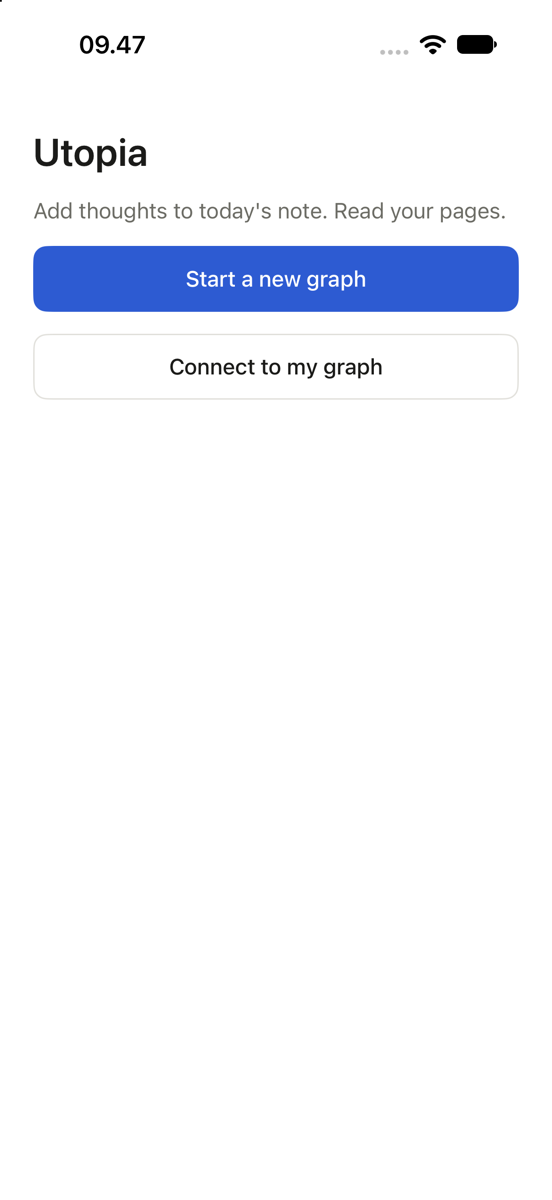 09.47
Utopia
Add thoughts to today's note. Read your pages.
Start a new graph
Connect to my graph